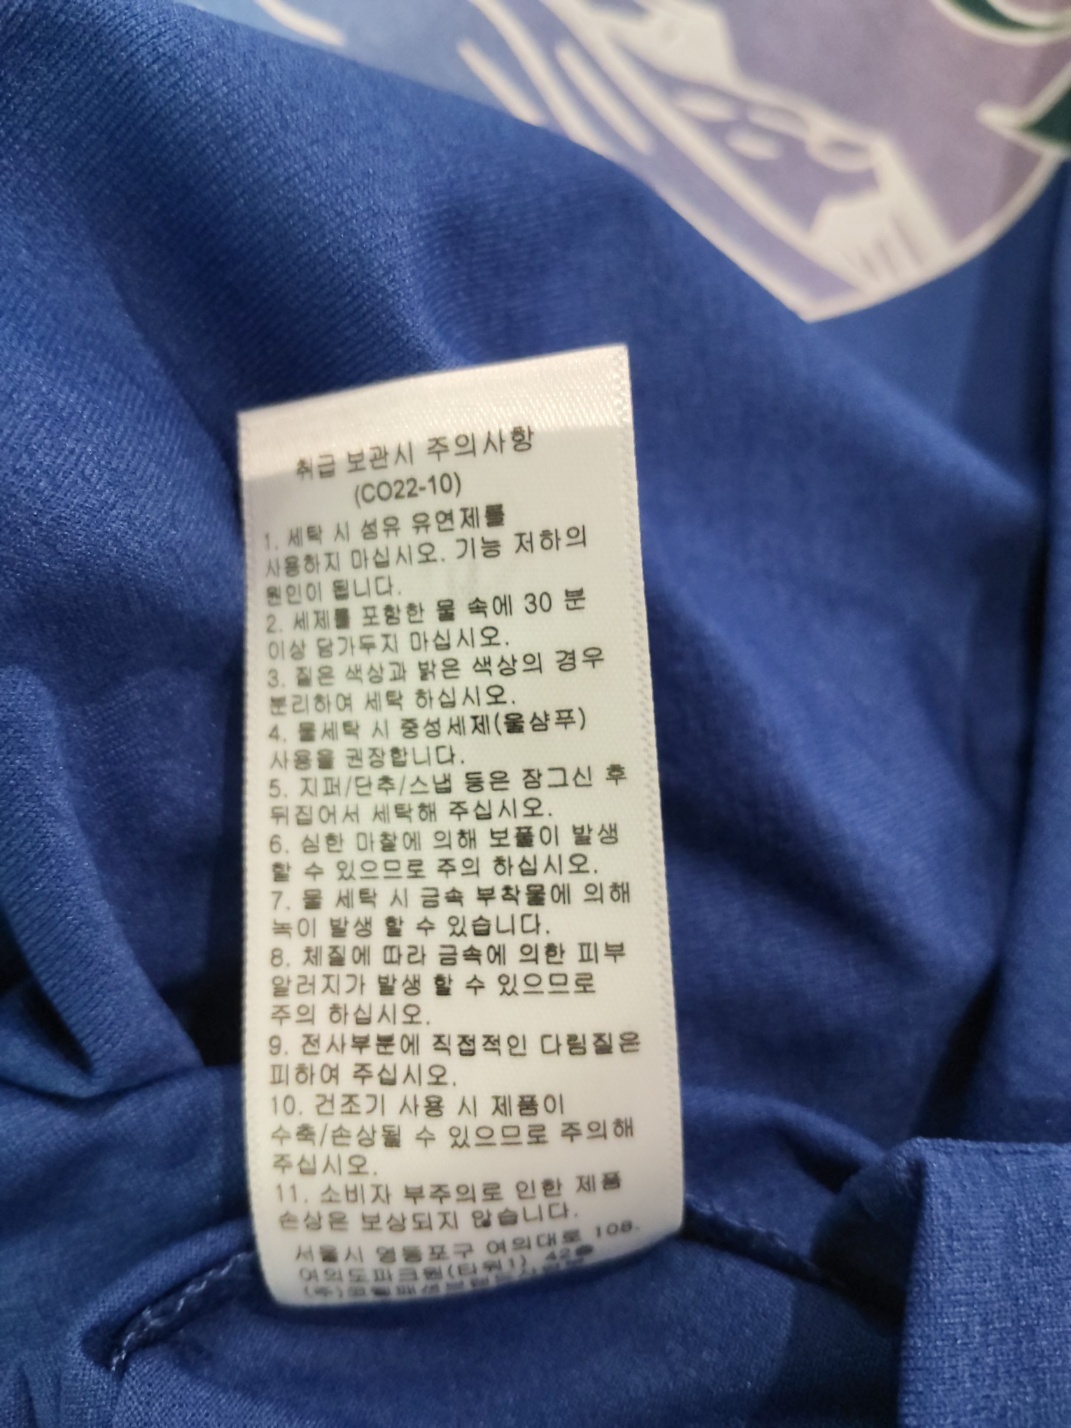 취급 보관시 주의사항
(CO22-10)
1. 세탁 시 섬유 유연제를
사용하지 마십시오. 기능 저하의
원인이 됩니다.
2. 세제를 포함한 물 속에 30 분
이상 담가두지 마십시오.
3. 짙은 색상과 밝은 색상의 경우
분리하여 세탁 하십시오.
4. 물세탁 시 중성세제(울샴푸)
사용을 권장합니다.
5. 지퍼/단추/스냅 등은 잠그신 후
뒤집어서 세탁해 주십시오.
6. 심한 마찰에 의해 보풀이 발생
할 수 있으므로 주의 하십시오.
7. 물 세탁 시 금속 부착물에 의해
녹이 발생 할 수 있습니다.
8. 체질에 따라 금속에 의한 피부
알러지가 발생 할 수 있으므로
주의 하십시오.
9. 전사부분에 직접적인 다림질은
피하여 주십시오.
10. 건조기 사용 시 제품이
수축/손상될 수 있으므로 주의해
주십시오.
11. 소비자 부주의로 인한 제품
손상은 보상되지 않습니다.
서울시 영등포구 여의대로 108.
여의도파크원(타워1), 42층